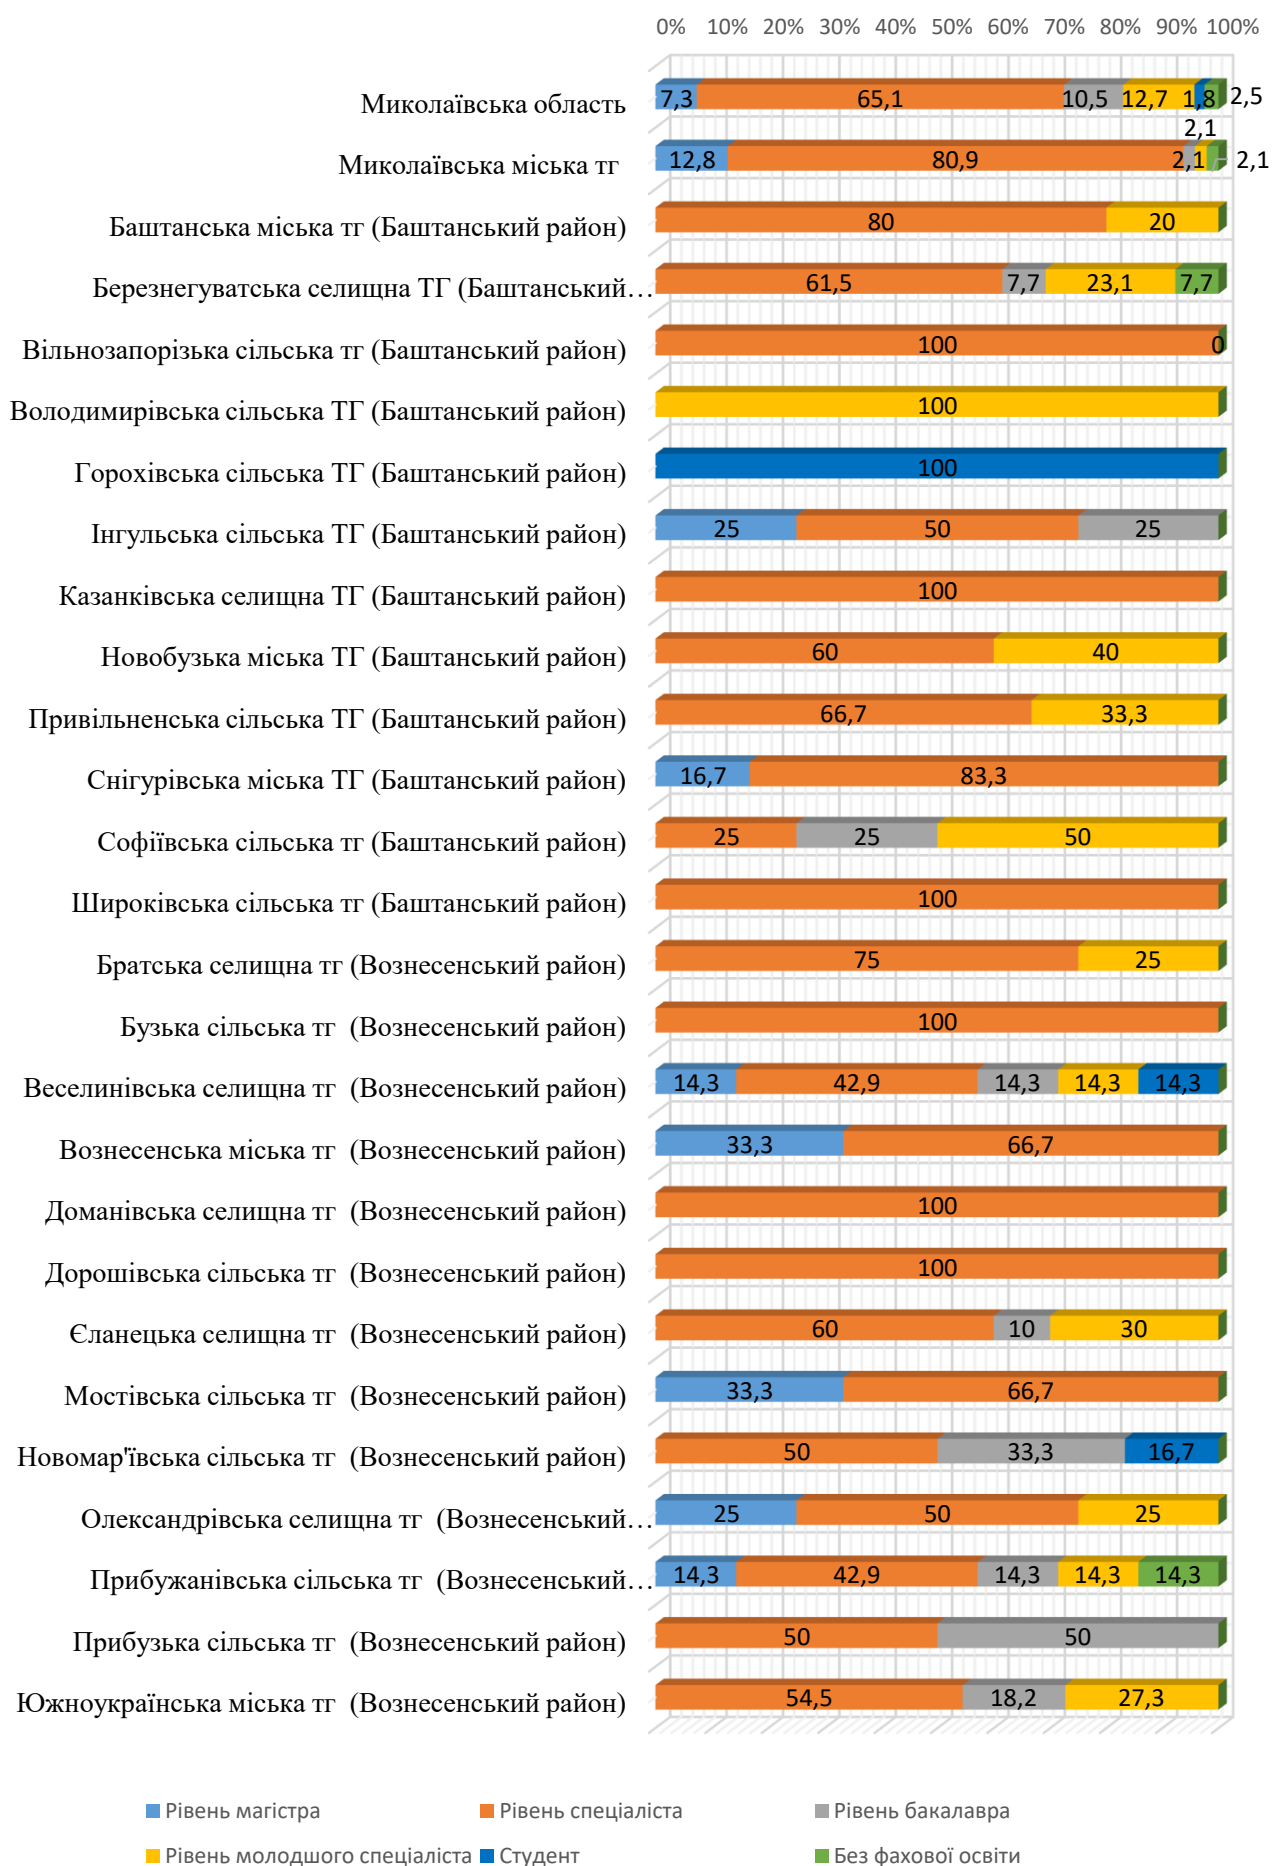 0% 10% 20% 30% 40% 50% 60% 70% 80% 90% 100%
Миколаївська область 7,3 65,1 10,5 12,7 1,8 2,5
Миколаївська міська тг 12,8 80,9 2,1 2,1 2,1
Баштанська міська тг (Баштанський район) 80 20
Березнегуватська селищна ТГ (Баштанський… 61,5 7,7 23,1 7,7
Вільнозапорізька сільська тг (Баштанський район) 100 0
Володимирівська сільська ТГ (Баштанський район) 100
Горохівська сільська ТГ (Баштанський район) 100
Інгульська сільська ТГ (Баштанський район) 25 50 25
Казанківська селищна ТГ (Баштанський район) 100
Новобузька міська ТГ (Баштанський район) 60 40
Привільненська сільська ТГ (Баштанський район) 66,7 33,3
Снігурівська міська ТГ (Баштанський район) 16,7 83,3
Софіївська сільська тг (Баштанський район) 25 25 50
Широківська сільська тг (Баштанський район) 100
Братська селищна тг (Вознесенський район) 75 25
Бузька сільська тг (Вознесенський район) 100
Веселинівська селищна тг (Вознесенський район) 14,3 42,9 14,3 14,3 14,3
Вознесенська міська тг (Вознесенський район) 33,3 66,7
Доманівська селищна тг (Вознесенський район) 100
Дорошівська сільська тг (Вознесенський район) 100
Єланецька селищна тг (Вознесенський район) 60 10 30
Мостівська сільська тг (Вознесенський район) 33,3 66,7
Новомар'ївська сільська тг (Вознесенський район) 50 33,3 16,7
Олександрівська селищна тг (Вознесенський… 25 50 25
Прибужанівська сільська тг (Вознесенський… 14,3 42,9 14,3 14,3 14,3
Прибузька сільська тг (Вознесенський район) 50 50
Южноукраїнська міська тг (Вознесенський район) 54,5 18,2 27,3
Рівень магістра Рівень спеціаліста Рівень бакалавра
Рівень молодшого спеціаліста Студент Без фахової освіти